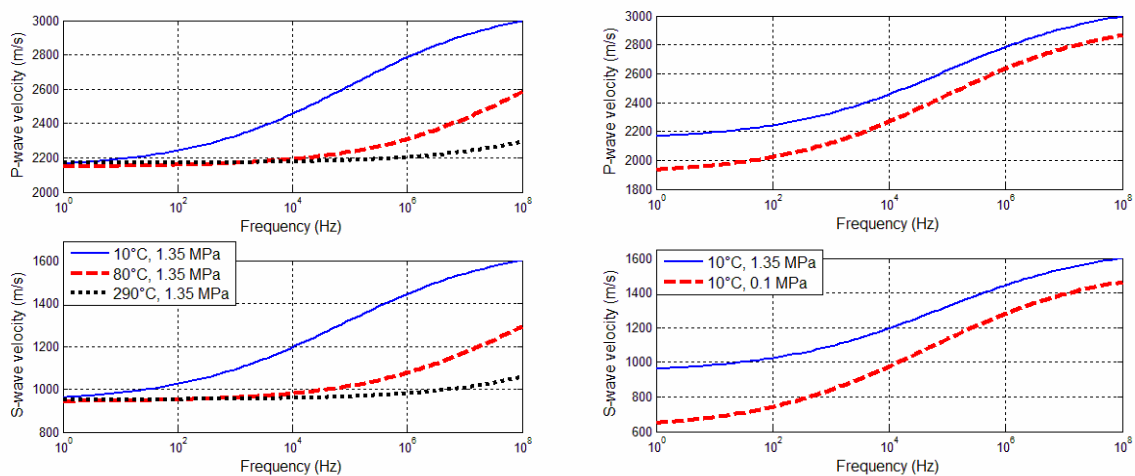 P-wave velocity (m/s)
3000
2800
2600
2400
2200
2000
10^0 10^2 10^4 10^6 10^8
Frequency (Hz)
S-wave velocity (m/s)
1600
1400
1200
1000
800
10°C, 1.35 MPa
80°C, 1.35 MPa
290°C, 1.35 MPa
10^0 10^2 10^4 10^6 10^8
Frequency (Hz)
P-wave velocity (m/s)
3000
2800
2600
2400
2200
2000
1800
10^0 10^2 10^4 10^6 10^8
Frequency (Hz)
S-wave velocity (m/s)
1600
1400
1200
1000
800
600
10°C, 1.35 MPa
10°C, 0.1 MPa
10^0 10^2 10^4 10^6 10^8
Frequency (Hz)